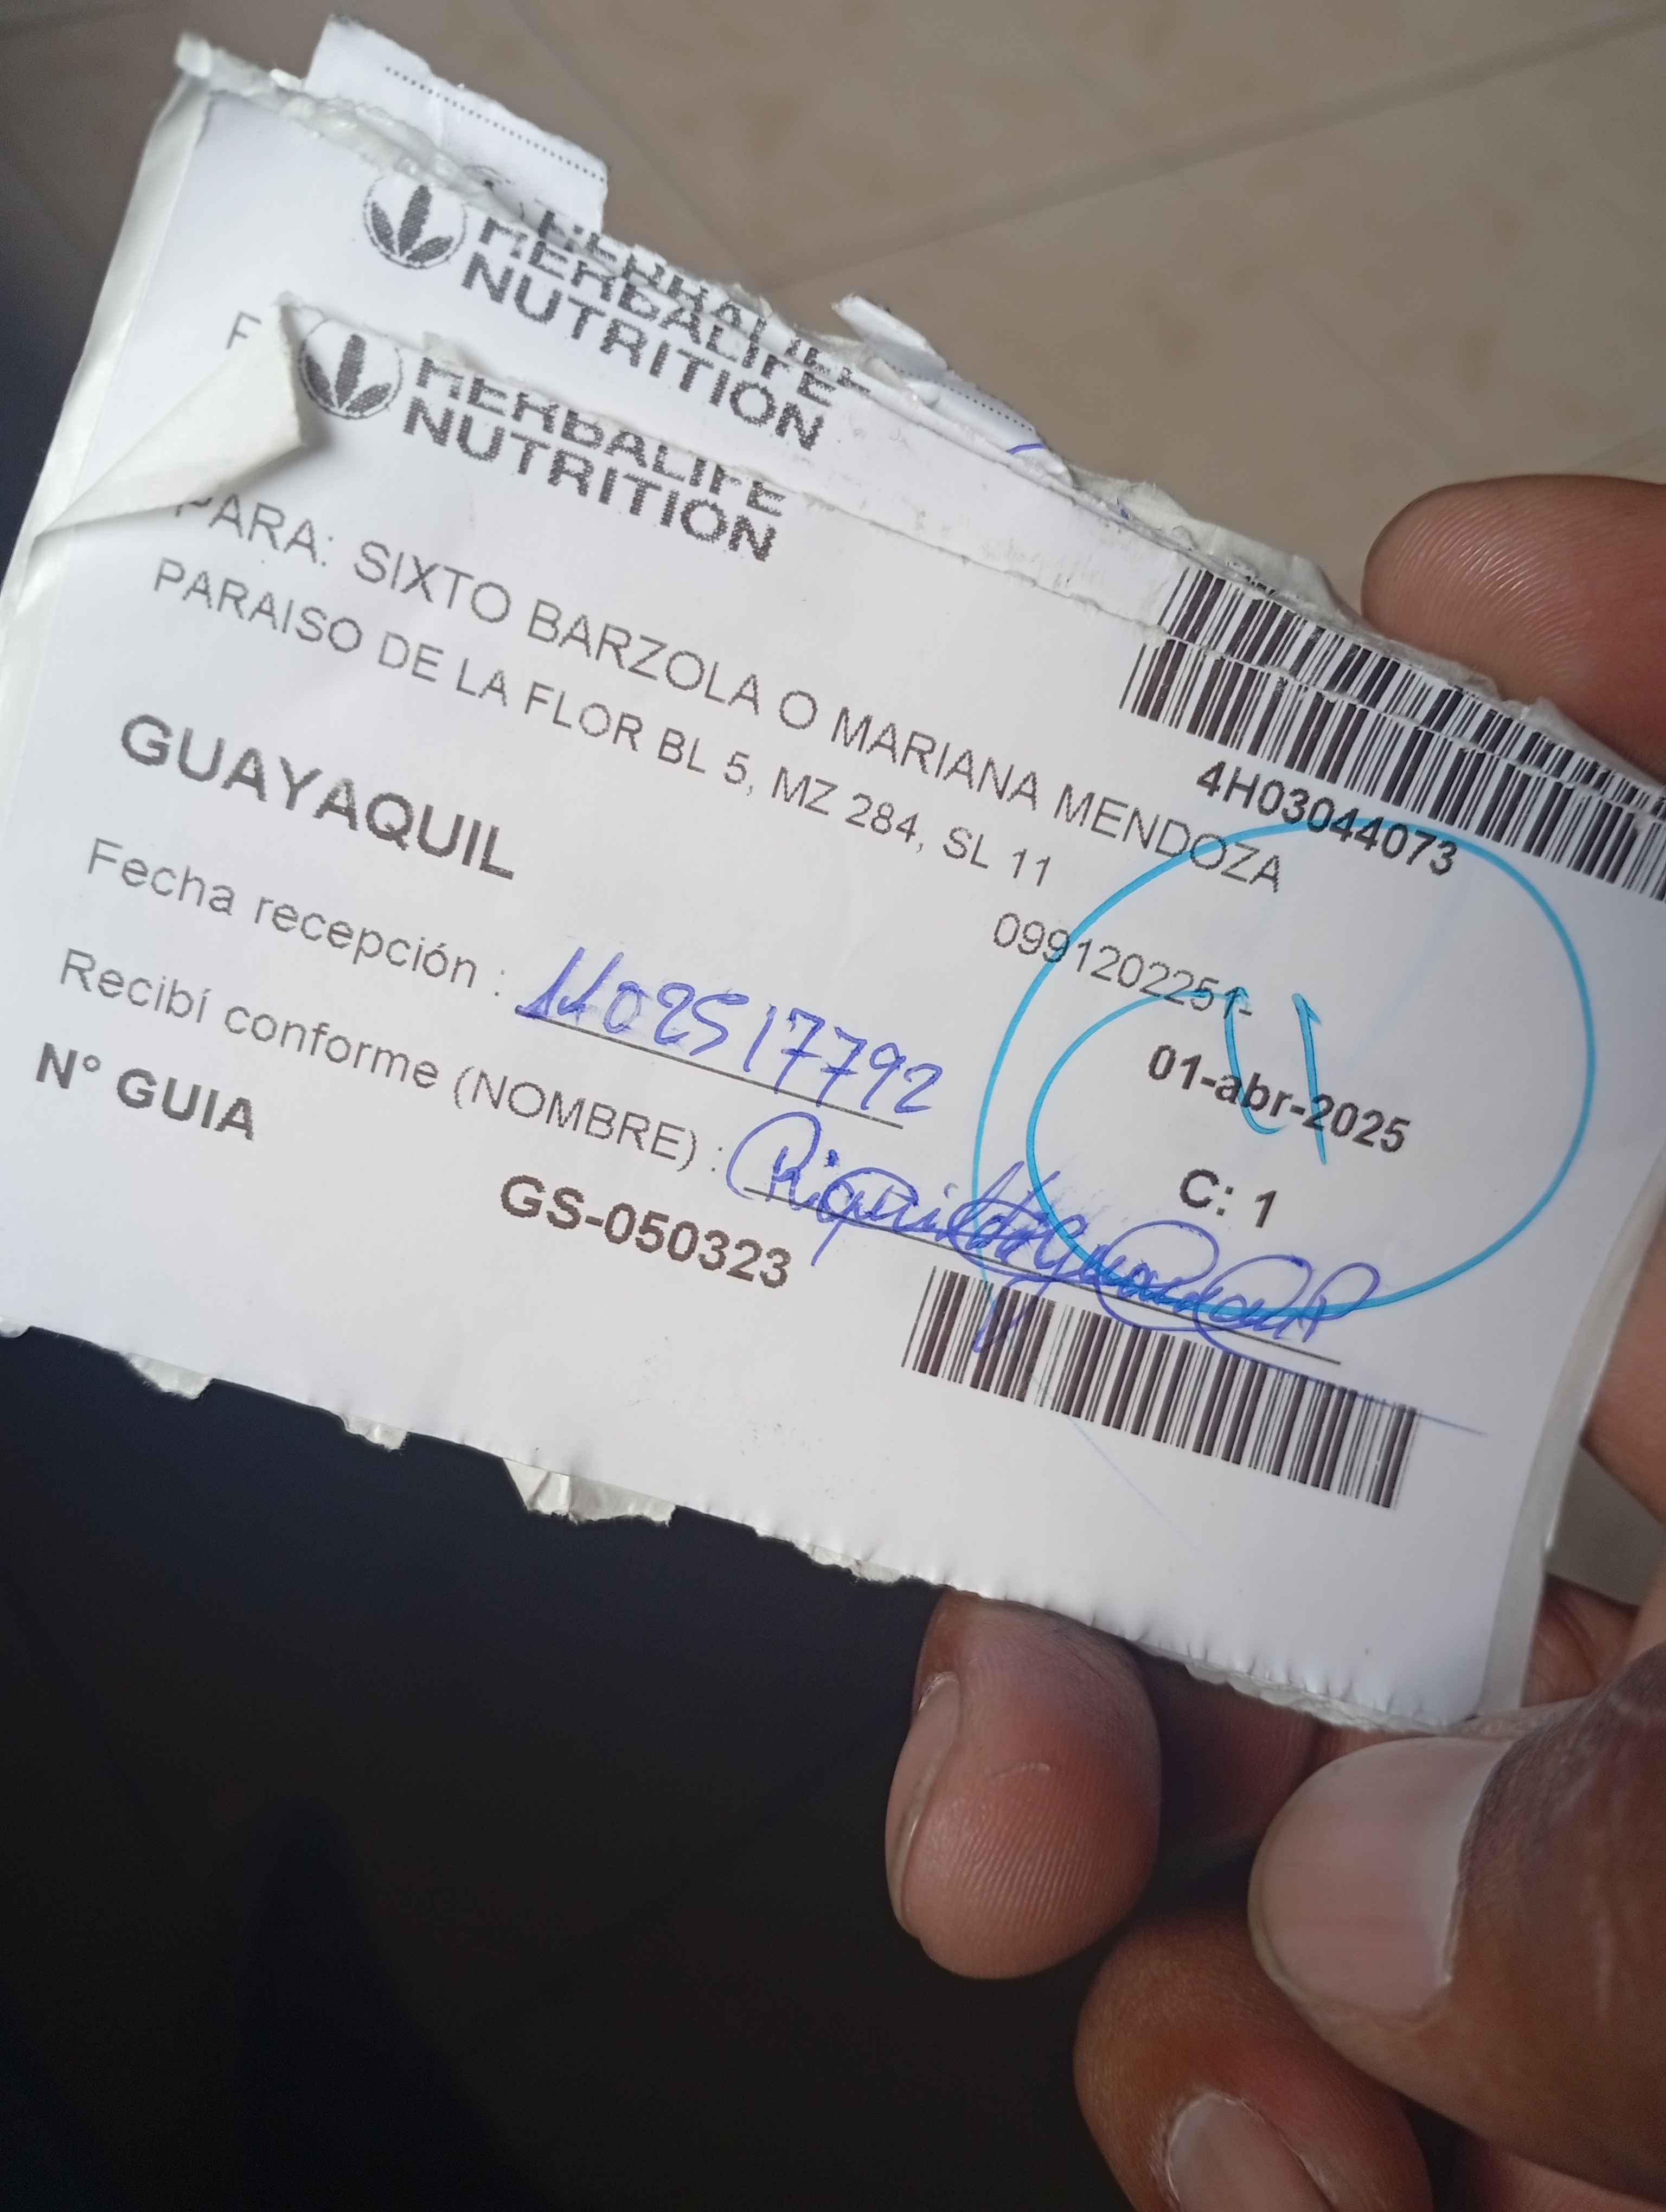 HERBALIFE
NUTRITION
HERBALIFE
NUTRITION
4H03044073
PARA: SIXTO BARZOLA O MARIANA MENDOZA
PARAISO DE LA FLOR BL 5, MZ 284, SL 11
0991202251-
GUAYAQUIL
01-abr-2025
Fecha recepción : 1102517792
C: 1
Recibí conforme (NOMBRE) :
N° GUIA
GS-050323